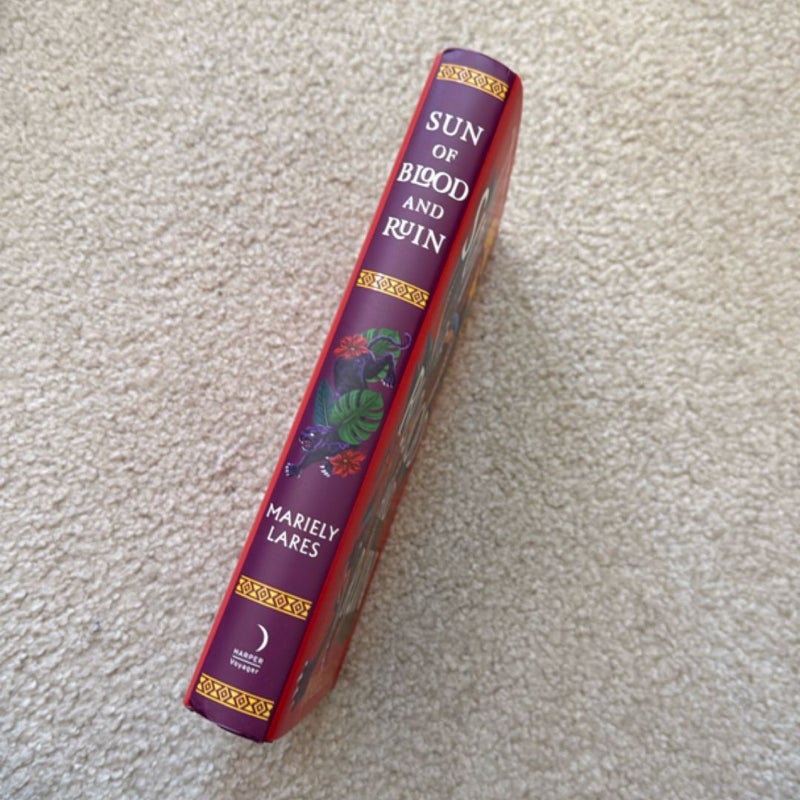 SUN
OF
BLOOD
AND
RUIN
MARIELY
LARES
HARPER
Voyager